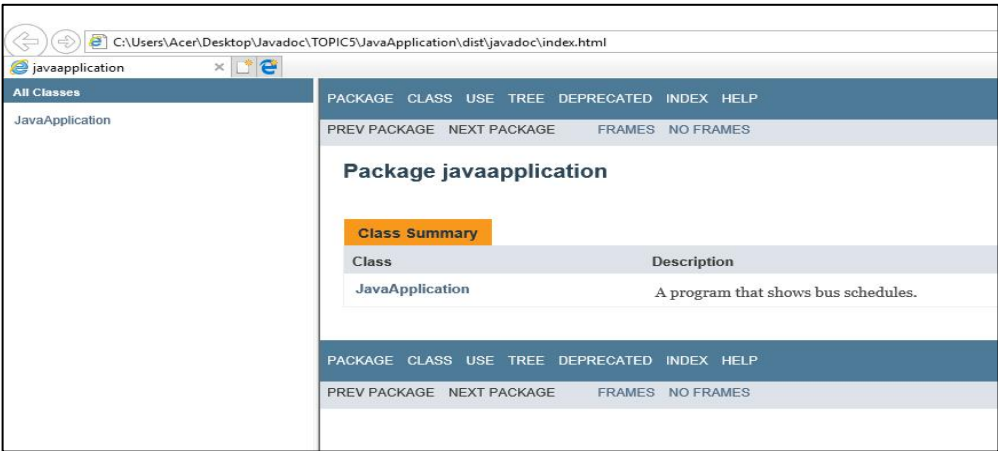 C:\Users\Acer\Desktop\Javadoc\TOPIC5\JavaApplication\dist\javadoc\index.html
javaapplication
All Classes
JavaApplication
PACKAGE CLASS USE TREE DEPRECATED INDEX HELP
PREV PACKAGE NEXT PACKAGE FRAMES NO FRAMES
Package javaapplication
Class Summary
Class Description
JavaApplication A program that shows bus schedules.
PACKAGE CLASS USE TREE DEPRECATED INDEX HELP
PREV PACKAGE NEXT PACKAGE FRAMES NO FRAMES